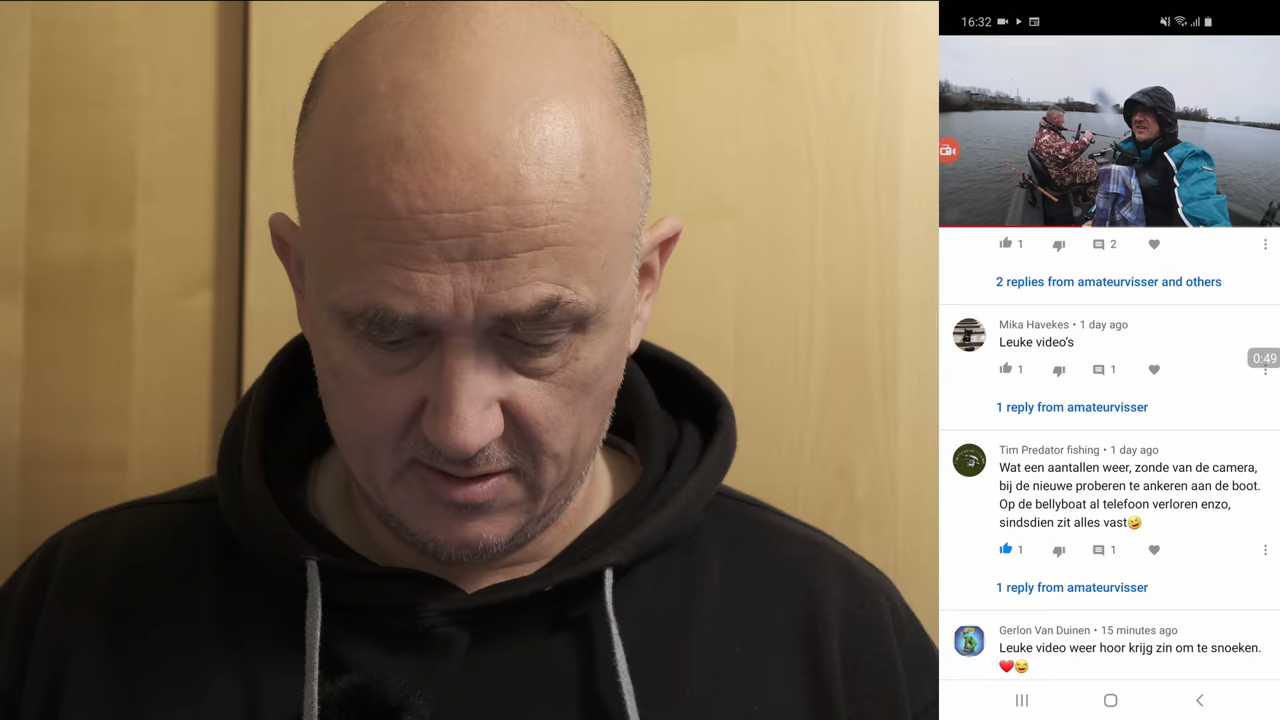 16:32
1
2
2 replies from amateurvisser and others
Mika Havekes • 1 day ago
Leuke video's
0:49
1
1
1 reply from amateurvisser
Tim Predator fishing • 1 day ago
Wat een aantallen weer, zonde van de camera,
bij de nieuwe proberen te ankeren aan de boot.
Op de bellyboat al telefoon verloren enzo,
sindsdien zit alles vast🤣
1
1
1 reply from amateurvisser
Gerlon Van Duinen • 15 minutes ago
Leuke video weer hoor krijg zin om te snoeken.
❤️😅